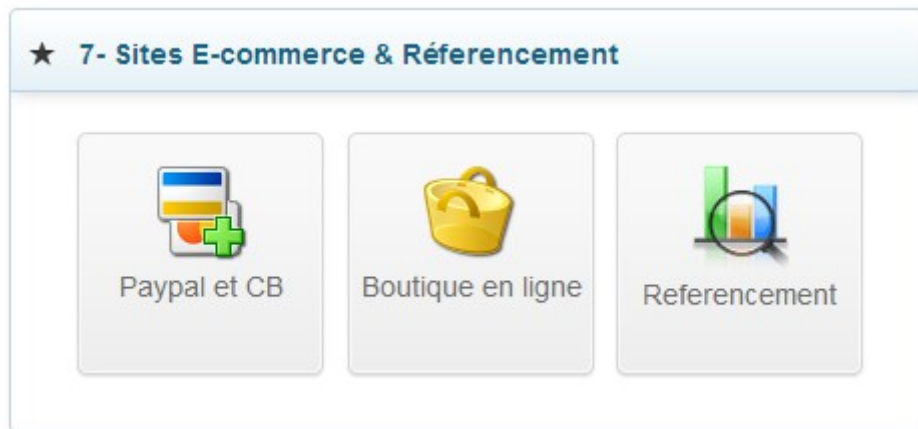 ★ 7- Sites E-commerce & Réferencement
Paypal et CB
Boutique en ligne
Referencement